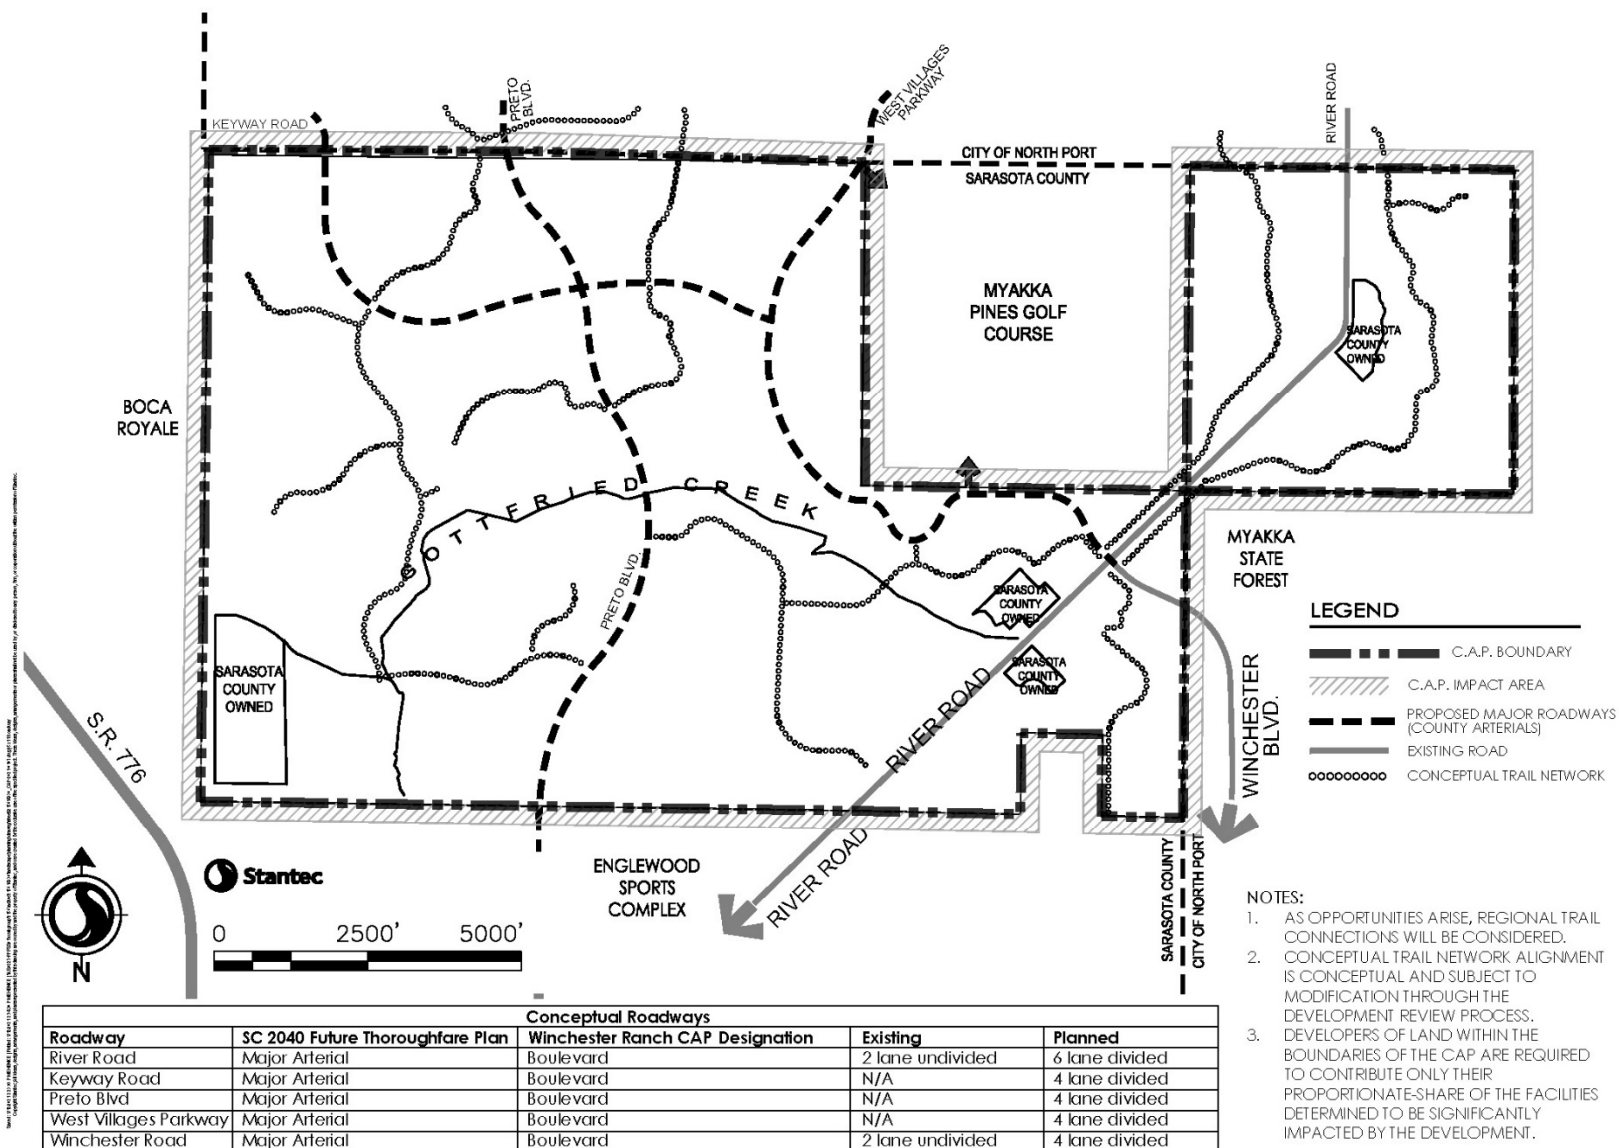 KEYWAY ROAD
PRETO
BLVD.
WEST VILLAGES
PARKWAY
RIVER ROAD
CITY OF NORTH PORT
SARASOTA COUNTY
MYAKKA
PINES GOLF
COURSE
SARASOTA
COUNTY
OWNED
BOCA
ROYALE
GOTTFRIED CREEK
PRETO BLVD.
MYAKKA
STATE
FOREST
SARASOTA
COUNTY
OWNED
SARASOTA
COUNTY
OWNED
SARASOTA
COUNTY
OWNED
RIVER ROAD
WINCHESTER
BLVD.
S.R. 776
LEGEND
C.A.P. BOUNDARY
C.A.P. IMPACT AREA
PROPOSED MAJOR ROADWAYS
(COUNTY ARTERIALS)
EXISTING ROAD
CONCEPTUAL TRAIL NETWORK
ENGLEWOOD
SPORTS
COMPLEX
RIVER ROAD
SARASOTA COUNTY
CITY OF NORTH PORT
Stantec
0 2500' 5000'
N
NOTES:
1. AS OPPORTUNITIES ARISE, REGIONAL TRAIL
CONNECTIONS WILL BE CONSIDERED.
2. CONCEPTUAL TRAIL NETWORK ALIGNMENT
IS CONCEPTUAL AND SUBJECT TO
MODIFICATION THROUGH THE
DEVELOPMENT REVIEW PROCESS.
3. DEVELOPERS OF LAND WITHIN THE
BOUNDARIES OF THE CAP ARE REQUIRED
TO CONTRIBUTE ONLY THEIR
PROPORTIONATE-SHARE OF THE FACILITIES
DETERMINED TO BE SIGNIFICANTLY
IMPACTED BY THE DEVELOPMENT.
Conceptual Roadways
Roadway SC 2040 Future Thoroughfare Plan Winchester Ranch CAP Designation Existing Planned
River Road Major Arterial Boulevard 2 lane undivided 6 lane divided
Keyway Road Major Arterial Boulevard N/A 4 lane divided
Preto Blvd Major Arterial Boulevard N/A 4 lane divided
West Villages Parkway Major Arterial Boulevard N/A 4 lane divided
Winchester Road Major Arterial Boulevard 2 lane undivided 4 lane divided